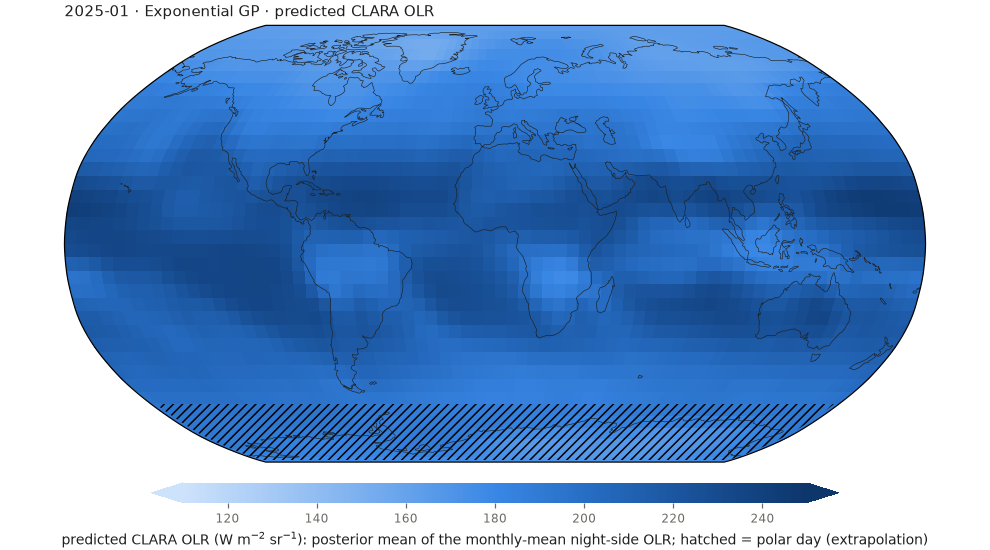 2025-01 · Exponential GP · predicted CLARA OLR
120 140 160 180 200 220 240
predicted CLARA OLR (W m⁻² sr⁻¹): posterior mean of the monthly-mean night-side OLR; hatched = polar day (extrapolation)